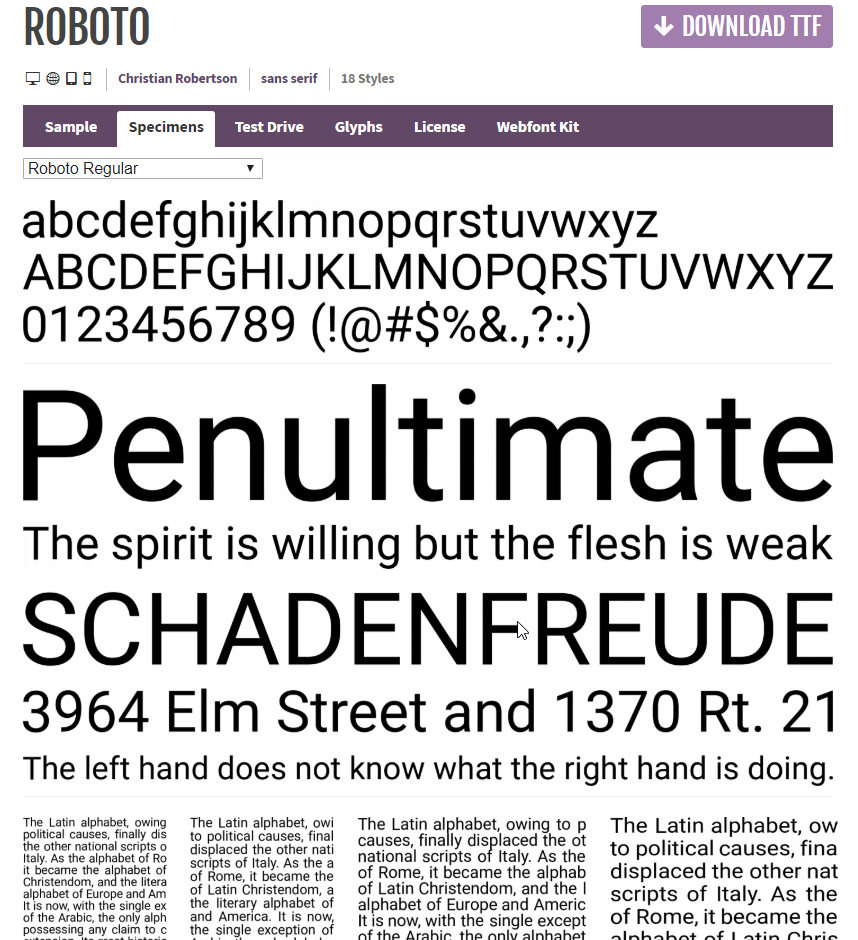 ROBOTO
DOWNLOAD TTF
Christian Robertson
sans serif
18 Styles
Sample
Specimens
Test Drive
Glyphs
License
Webfont Kit
Roboto Regular
abcdefghijklmnopqrstuvwxyz
ABCDEFGHIJKLMNOPQRSTUVWXYZ
0123456789 (!@#$%&.,?:;)
Penultimate
The spirit is willing but the flesh is weak
SCHADENFREUDE
3964 Elm Street and 1370 Rt. 21
The left hand does not know what the right hand is doing.
The Latin alphabet, owing
political causes, finally dis
the other national scripts o
Italy. As the alphabet of Ro
it became the alphabet of
Christendom, and the litera
alphabet of Europe and Am
It is now, with the single ex
of the Arabic, the only alph
possessing any claim to c
The Latin alphabet, owi
to political causes, final
displaced the other nati
scripts of Italy. As the a
of Rome, it became the
of Latin Christendom, a
the literary alphabet of
and America. It is now,
the single exception of
The Latin alphabet, owing to p
causes, finally displaced the ot
national scripts of Italy. As the
of Rome, it became the alphab
of Latin Christendom, and the l
alphabet of Europe and Americ
It is now, with the single except
of the Arabic, the only alphabet
The Latin alphabet, ow
to political causes, fina
displaced the other nat
scripts of Italy. As the
of Rome, it became the
alphabet of Latin Chris